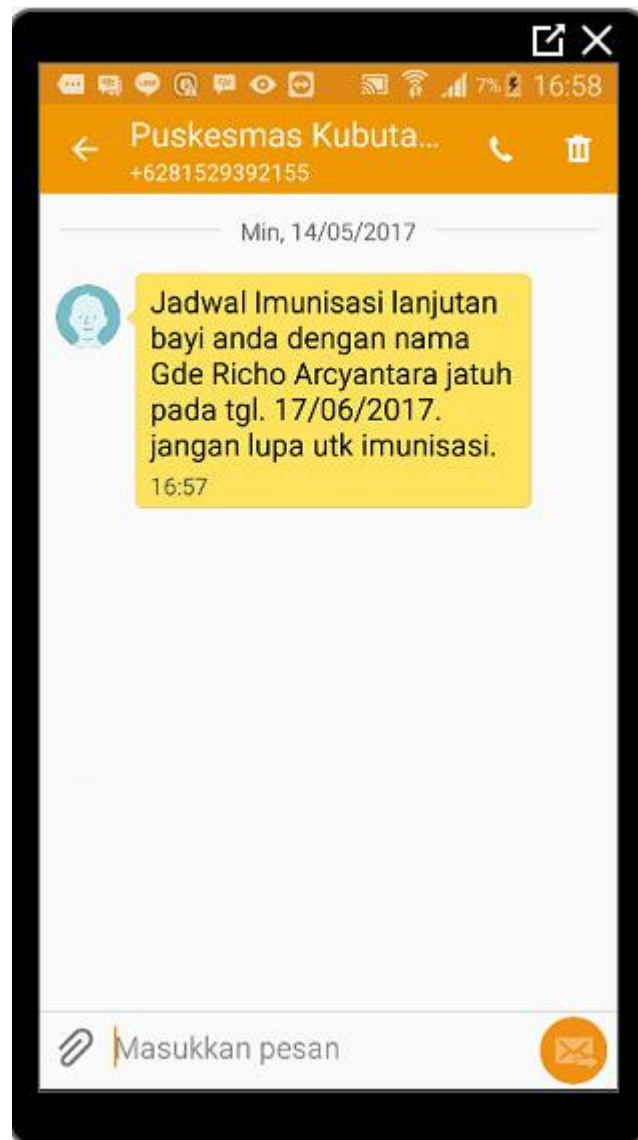 7% 16:58
Puskesmas Kubuta...
+6281529392155
Min, 14/05/2017
Jadwal Imunisasi lanjutan
bayi anda dengan nama
Gde Richo Arcyantara jatuh
pada tgl. 17/06/2017.
jangan lupa utk imunisasi.
16:57
Masukkan pesan